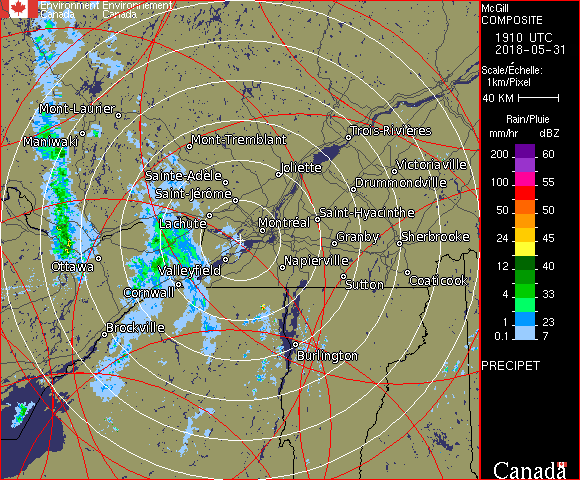 Environment Environnement
Canada Canada
McGill
COMPOSITE
1910 UTC
2018-05-31
Scale/Échelle:
1km/Pixel
40 KM
Rain/Pluie
mm/hr dBZ
200 60
150 57
100 55
50 50
24 45
12 40
4 33
1 23
0.1 7
PRECIPET
Canada
Mont-Laurier
Maniwaki
Mont-Tremblant
Trois-Rivières
Sainte-Adèle
Joliette
Victoriaville
Saint-Jérôme
Drummondville
Lachute
Montréal
Saint-Hyacinthe
Granby
Sherbrooke
Ottawa
Valleyfield
Napierville
Cornwall
Sutton
Coaticook
Brockville
Burlington